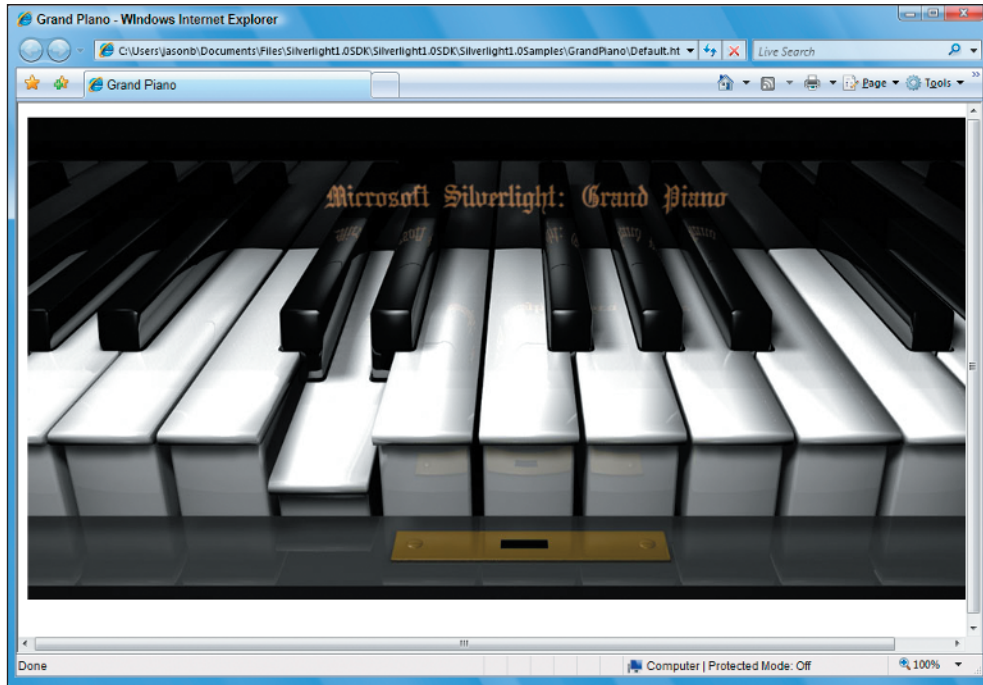 Grand Piano - Windows Internet Explorer
C:\Users\jasonb\Documents\Files\Silverlight1.0SDK\Silverlight1.0SDK\Silverlight1.0Samples\GrandPiano\Default.ht
Live Search
Grand Piano
Page
Tools
Microsoft Silverlight: Grand Piano
Done
Computer | Protected Mode: Off
100%